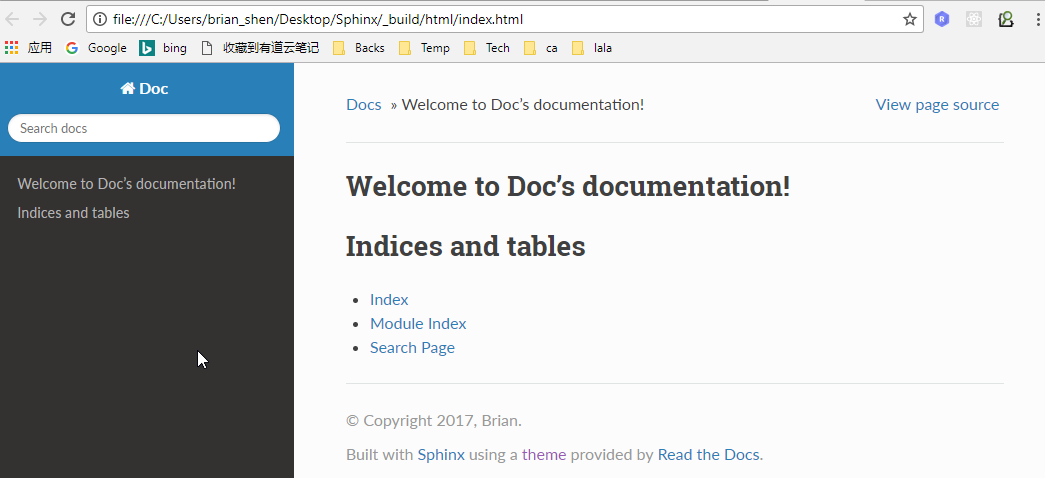 file:///C:/Users/brian_shen/Desktop/Sphinx/_build/html/index.html
应用 Google bing 收藏到有道云笔记 Backs Temp Tech ca lala
Doc
Search docs
Welcome to Doc’s documentation!
Indices and tables
Docs » Welcome to Doc’s documentation! View page source
Welcome to Doc’s documentation!
Indices and tables
Index
Module Index
Search Page
© Copyright 2017, Brian.
Built with Sphinx using a theme provided by Read the Docs.